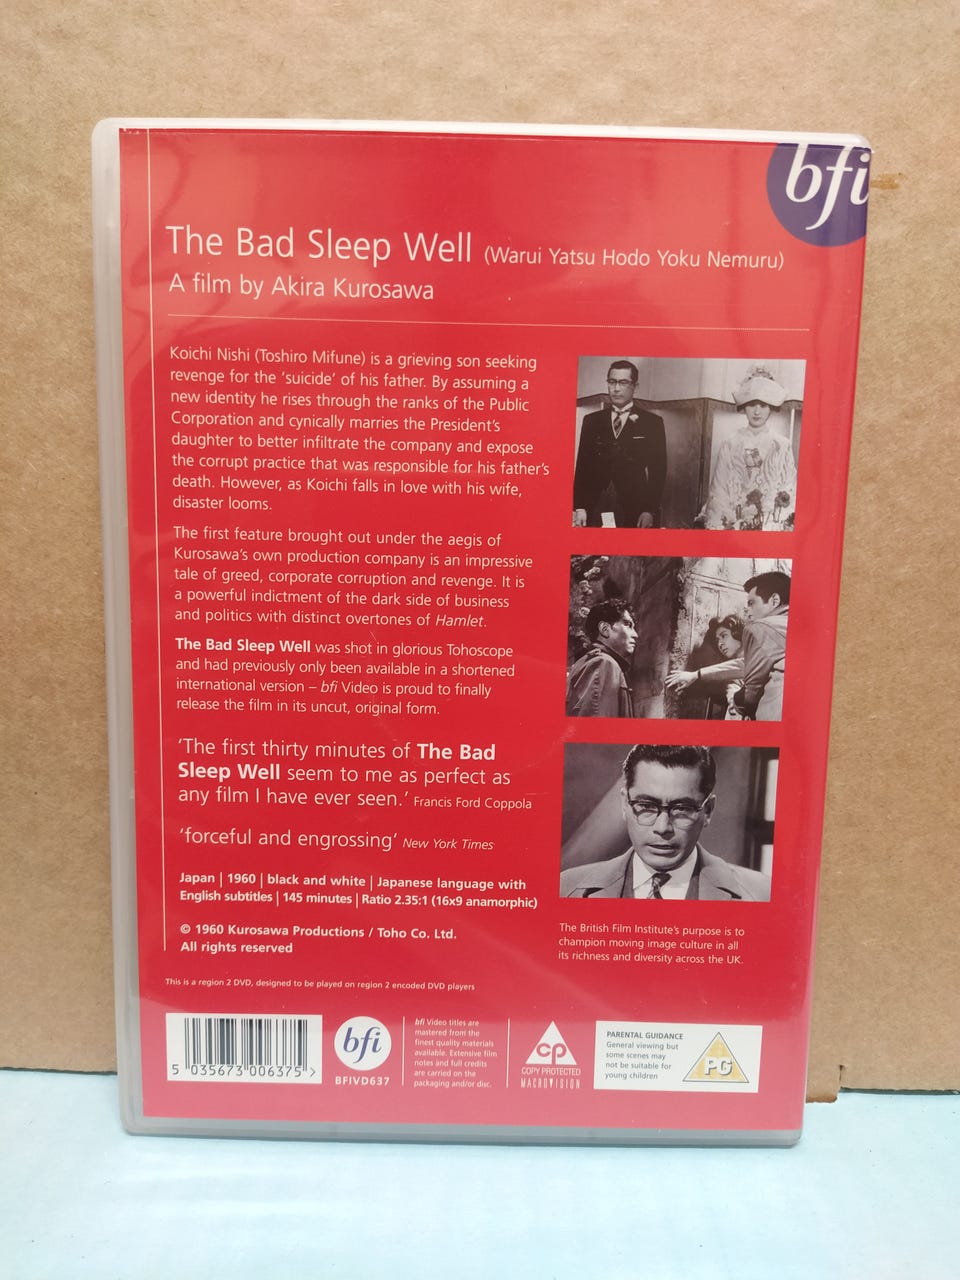 bfi
The Bad Sleep Well (Warui Yatsu Hodo Yoku Nemuru)
A film by Akira Kurosawa
Koichi Nishi (Toshiro Mifune) is a grieving son seeking
revenge for the ‘suicide’ of his father. By assuming a
new identity he rises through the ranks of the Public
Corporation and cynically marries the President’s
daughter to better infiltrate the company and expose
the corrupt practice that was responsible for his father’s
death. However, as Koichi falls in love with his wife,
disaster looms.
The first feature brought out under the aegis of
Kurosawa’s own production company is an impressive
tale of greed, corporate corruption and revenge. It is
a powerful indictment of the dark side of business
and politics with distinct overtones of Hamlet.
The Bad Sleep Well was shot in glorious Tohoscope
and had previously only been available in a shortened
international version – bfi Video is proud to finally
release the film in its uncut, original form.
‘The first thirty minutes of The Bad
Sleep Well seem to me as perfect as
any film I have ever seen.’ Francis Ford Coppola
‘forceful and engrossing’ New York Times
Japan | 1960 | black and white | Japanese language with
English subtitles | 145 minutes | Ratio 2.35:1 (16x9 anamorphic)
© 1960 Kurosawa Productions / Toho Co. Ltd.
All rights reserved
The British Film Institute’s purpose is to
champion moving image culture in all
its richness and diversity across the UK.
This is a region 2 DVD, designed to be played on region 2 encoded DVD players
5 035673 006375 >
bfi
BFIVD637
bfi Video titles are
mastered from the
finest quality materials
available. Extensive film
notes and full credits
are carried on the
packaging and/or disc.
cp
COPY PROTECTED
MACROVISION
PARENTAL GUIDANCE
General viewing but
some scenes may
not be suitable for
young children
PG